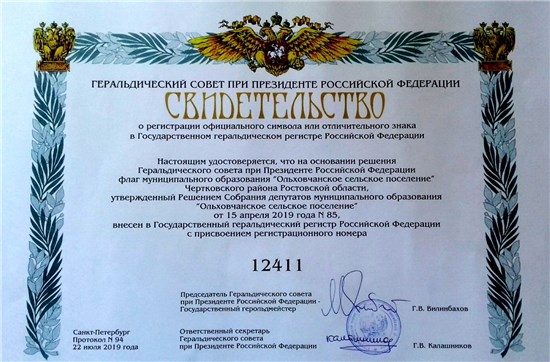 ГЕРАЛЬДИЧЕСКИЙ СОВЕТ ПРИ ПРЕЗИДЕНТЕ РОССИЙСКОЙ ФЕДЕРАЦИИ
СВИДЕТЕЛЬСТВО
о регистрации официального символа или отличительного знака
в Государственном геральдическом регистре Российской Федерации
Настоящим удостоверяется, что на основании решения
Геральдического совета при Президенте Российской Федерации
флаг муниципального образования "Ольховчанское сельское поселение"
Чертковского района Ростовской области,
утвержденный Решением Собрания депутатов муниципального образования
"Ольховчанское сельское поселение"
от 15 апреля 2019 года N 85,
внесен в Государственный геральдический регистр Российской Федерации
с присвоением регистрационного номера
12411
Председатель Геральдического совета
при Президенте Российской Федерации -
Государственный герольдмейстер
Г.В. Вилинбахов
Санкт-Петербург
Протокол N 94
22 июля 2019 года
Ответственный секретарь
Геральдического совета
при Президенте Российской Федерации
Г.В. Калашников